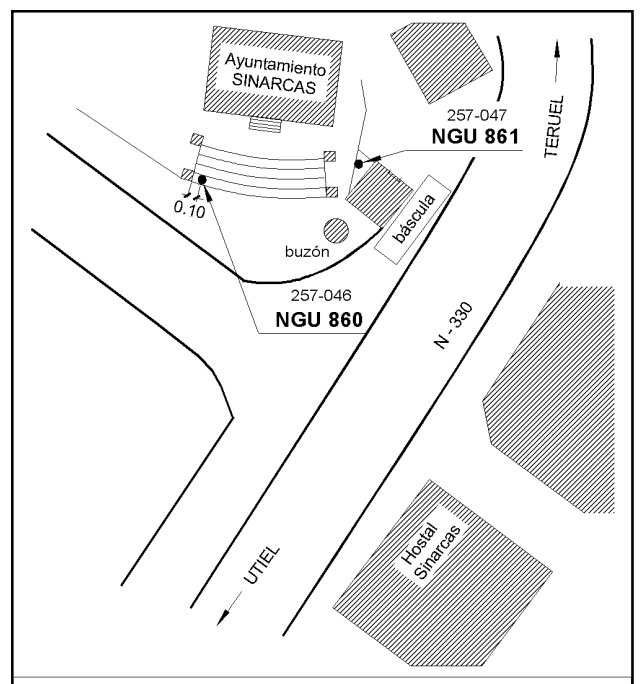 Ayuntamiento
SINARCAS
257-047
NGU 861
TERUEL
0.10
báscula
buzón
257-046
NGU 860
N - 330
Hostal
Sinarcas
UTIEL